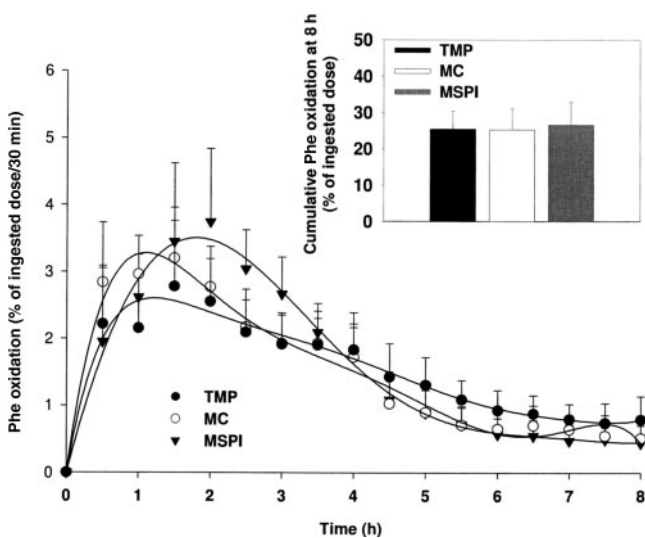 Phe oxidation (% of ingested dose/30 min)
6
5
4
3
2
1
0
TMP
MC
MSPI
0 1 2 3 4 5 6 7 8
Time (h)
Cumulative Phe oxidation at 8 h
(% of ingested dose)
50
40
30
20
10
0
TMP
MC
MSPI